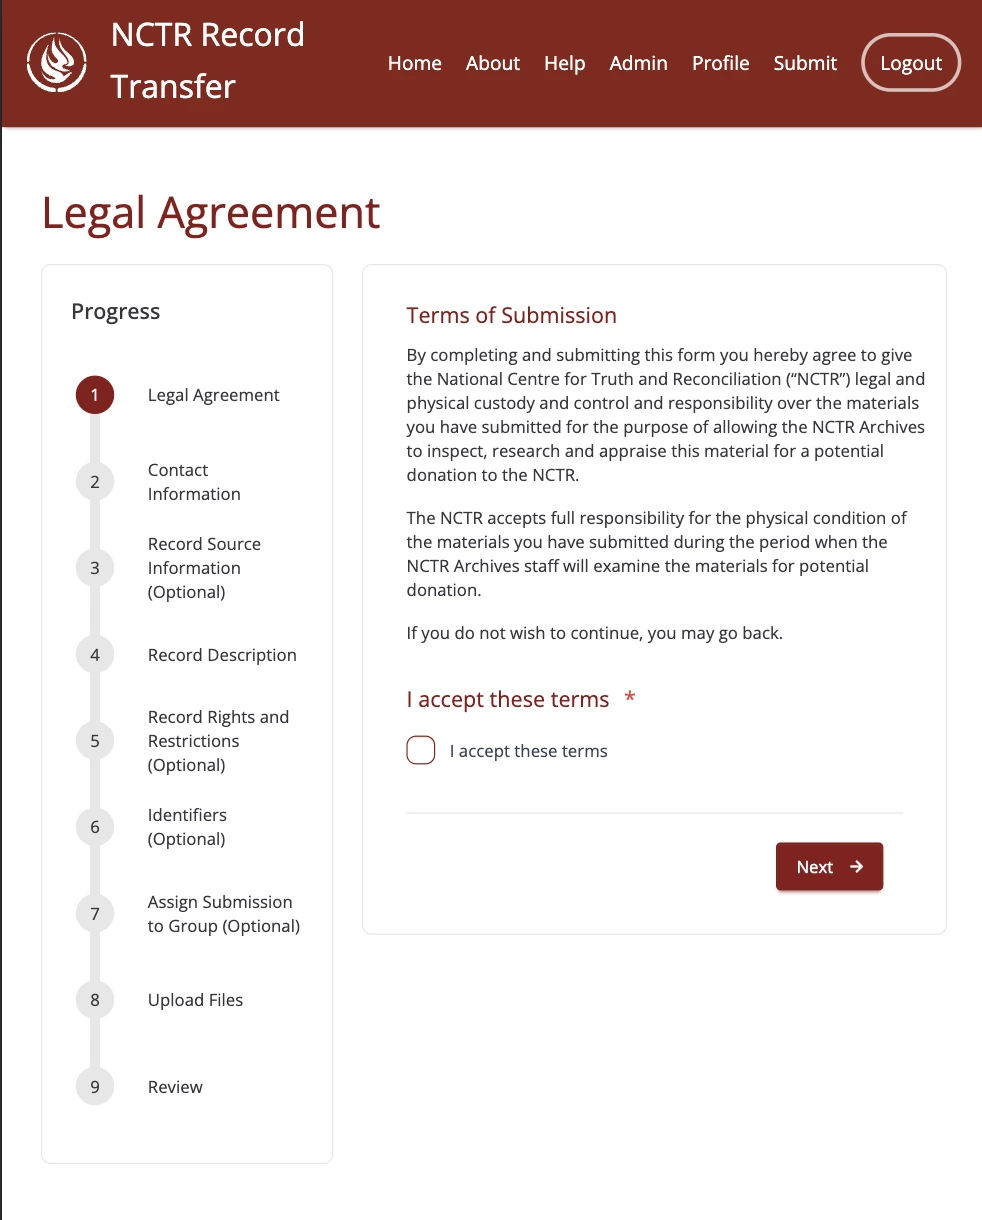 NCTR Record
Transfer
Home About Help Admin Profile Submit Logout
Legal Agreement
Progress
1 Legal Agreement
2 Contact
Information
3 Record Source
Information
(Optional)
4 Record Description
5 Record Rights and
Restrictions
(Optional)
6 Identifiers
(Optional)
7 Assign Submission
to Group (Optional)
8 Upload Files
9 Review
Terms of Submission
By completing and submitting this form you hereby agree to give
the National Centre for Truth and Reconciliation (“NCTR”) legal and
physical custody and control and responsibility over the materials
you have submitted for the purpose of allowing the NCTR Archives
to inspect, research and appraise this material for a potential
donation to the NCTR.
The NCTR accepts full responsibility for the physical condition of
the materials you have submitted during the period when the
NCTR Archives staff will examine the materials for potential
donation.
If you do not wish to continue, you may go back.
I accept these terms *
I accept these terms
Next →